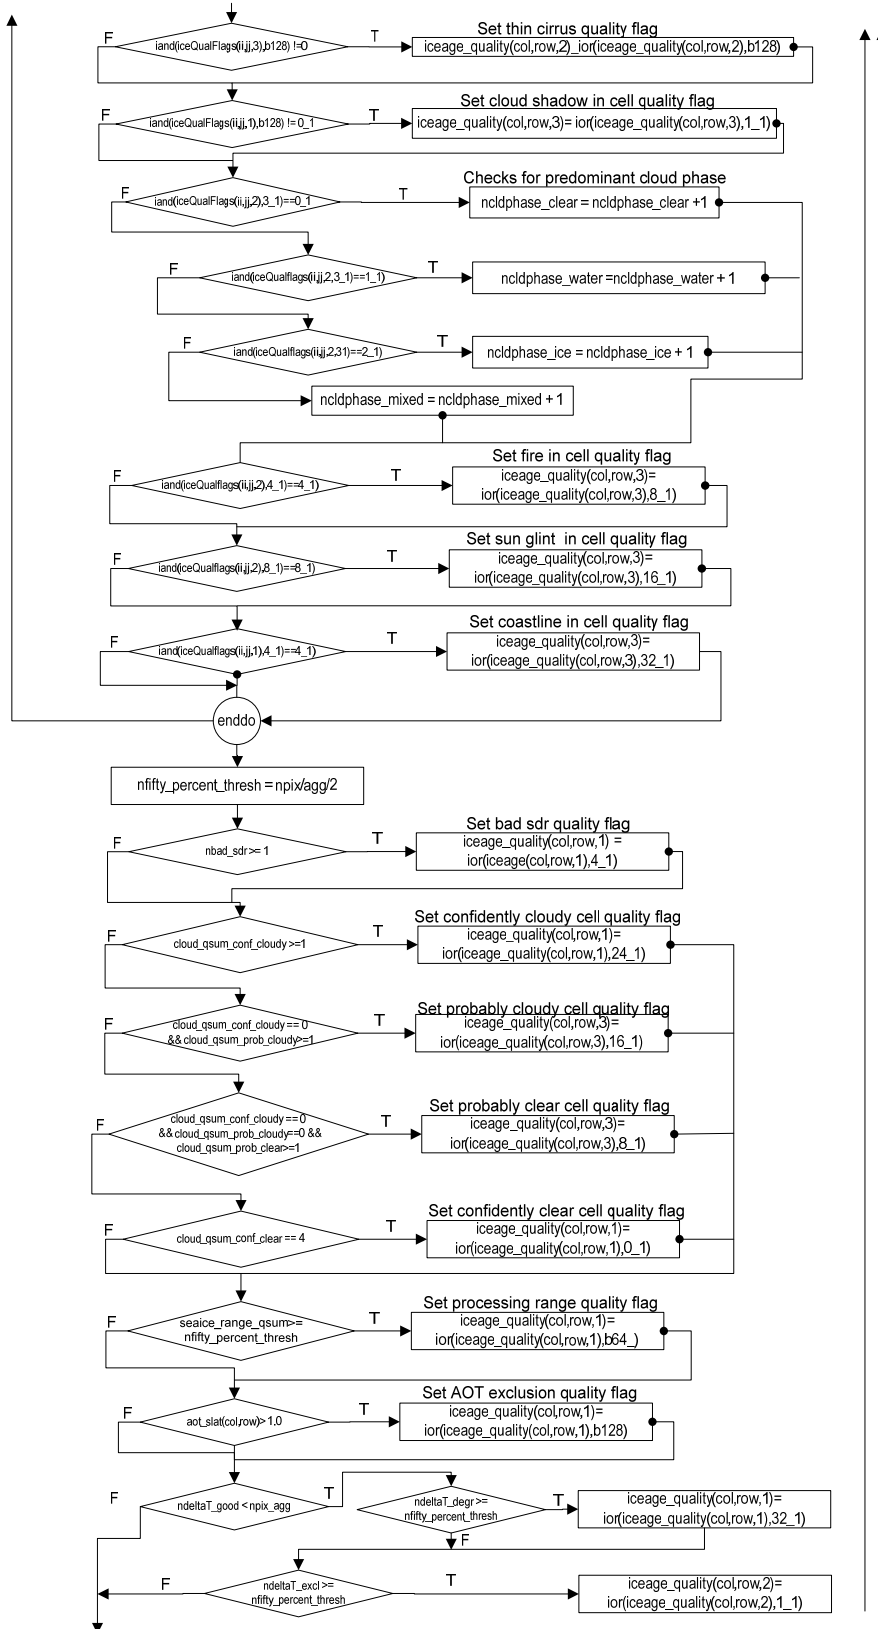 Set thin cirrus quality flag
F
iand(iceQualFlags(ii,jj,3),b128) !=0
T
iceage_quality(col,row,2)_ior(iceage_quality(col,row,2),b128)
Set cloud shadow in cell quality flag
F
iand(iceQualFlags(ii,jj,1),b128) != 0_1
T
iceage_quality(col,row,3)= ior(iceage_quality(col,row,3),1_1)
Checks for predominant cloud phase
F
iand(iceQualFlags(ii,jj,2),3_1)==0_1
T
ncldphase_clear = ncldphase_clear +1
F
iand(iceQualflags(ii,jj,2,3_1)==1_1)
T
ncldphase_water =ncldphase_water + 1
F
iand(iceQualflags(ii,jj,2,31)==2_1)
T
ncldphase_ice = ncldphase_ice + 1
ncldphase_mixed = ncldphase_mixed + 1
Set fire in cell quality flag
F
iand(iceQualflags(ii,jj,2),4_1)==4_1)
T
iceage_quality(col,row,3)=
ior(iceage_quality(col,row,3),8_1)
Set sun glint in cell quality flag
F
iand(iceQualflags(ii,jj,2),8_1)==8_1)
T
iceage_quality(col,row,3)=
ior(iceage_quality(col,row,3),16_1)
Set coastline in cell quality flag
F
iand(iceQualflags(ii,jj,1),4_1)==4_1)
T
iceage_quality(col,row,3)=
ior(iceage_quality(col,row,3),32_1)
enddo
nfifty_percent_thresh = npix/agg/2
Set bad sdr quality flag
F
nbad_sdr >= 1
T
iceage_quality(col,row,1) =
ior(iceage(col,row,1),4_1)
Set confidently cloudy cell quality flag
F
cloud_qsum_conf_cloudy >=1
T
iceage_quality(col,row,1)=
ior(iceage_quality(col,row,1),24_1)
Set probably cloudy cell quality flag
F
cloud_qsum_conf_cloudy == 0
&& cloud_qsum_prob_cloudy>=1
T
iceage_quality(col,row,3)=
ior(iceage_quality(col,row,3),16_1)
Set probably clear cell quality flag
F
cloud_qsum_conf_cloudy == 0
&& cloud_qsum_prob_cloudy==0 &&
cloud_qsum_prob_clear>=1
T
iceage_quality(col,row,3)=
ior(iceage_quality(col,row,3),8_1)
Set confidently clear cell quality flag
F
cloud_qsum_conf_clear == 4
T
iceage_quality(col,row,1)=
ior(iceage_quality(col,row,1),0_1)
Set processing range quality flag
F
seaice_range_qsum>=
nfifty_percent_thresh
T
iceage_quality(col,row,1)=
ior(iceage_quality(col,row,1),b64_)
Set AOT exclusion quality flag
F
aot_slat(col,row)> 1.0
T
iceage_quality(col,row,1)=
ior(iceage_quality(col,row,1),b128)
F
ndeltaT_good < npix_agg
T
ndeltaT_degr >=
nfifty_percent_thresh
T
iceage_quality(col,row,1)=
ior(iceage_quality(col,row,1),32_1)
F
F
ndeltaT_excl >=
nfifty_percent_thresh
T
iceage_quality(col,row,2)=
ior(iceage_quality(col,row,2),1_1)